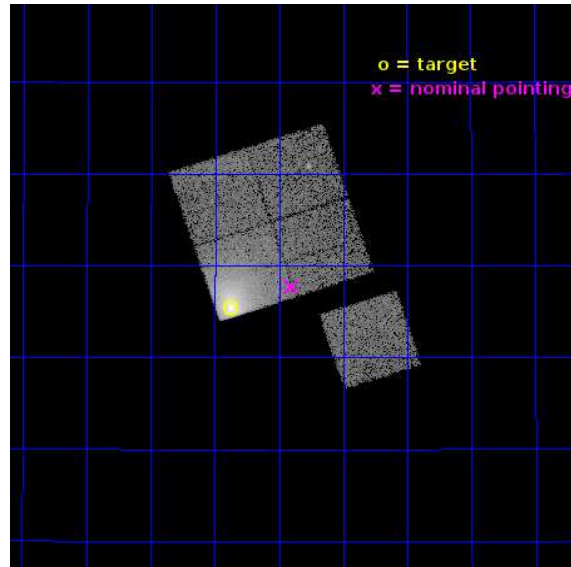 o = target
x = nominal pointing